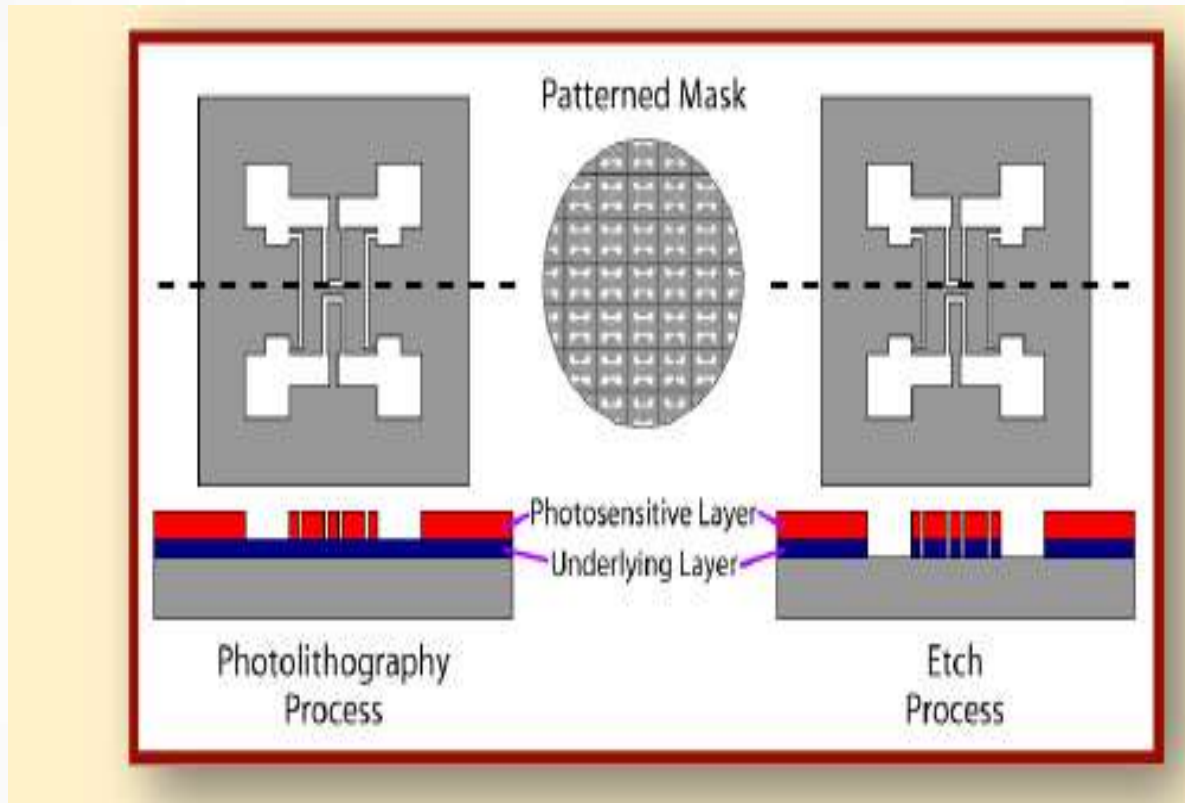 Patterned Mask
Photosensitive Layer
Underlying Layer
Photolithography
Process
Etch
Process